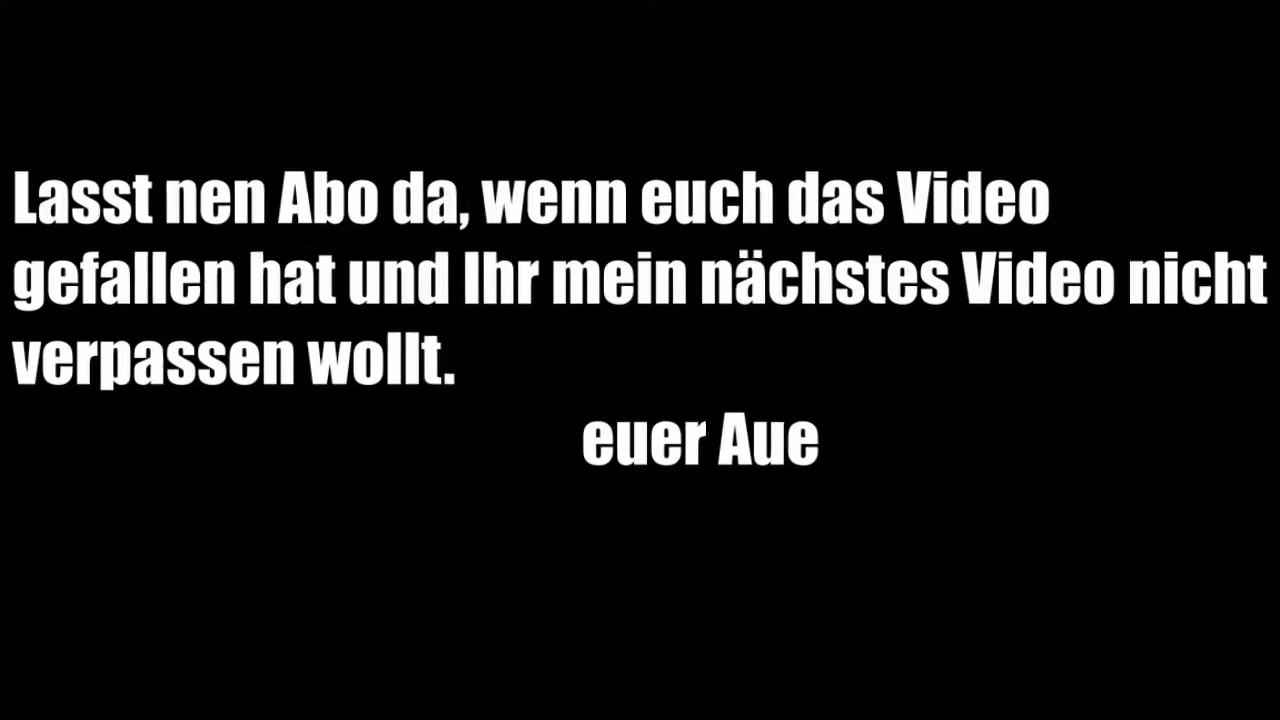 Lasst nen Abo da, wenn euch das Video
gefallen hat und Ihr mein nächstes Video nicht
verpassen wollt.
euer Aue